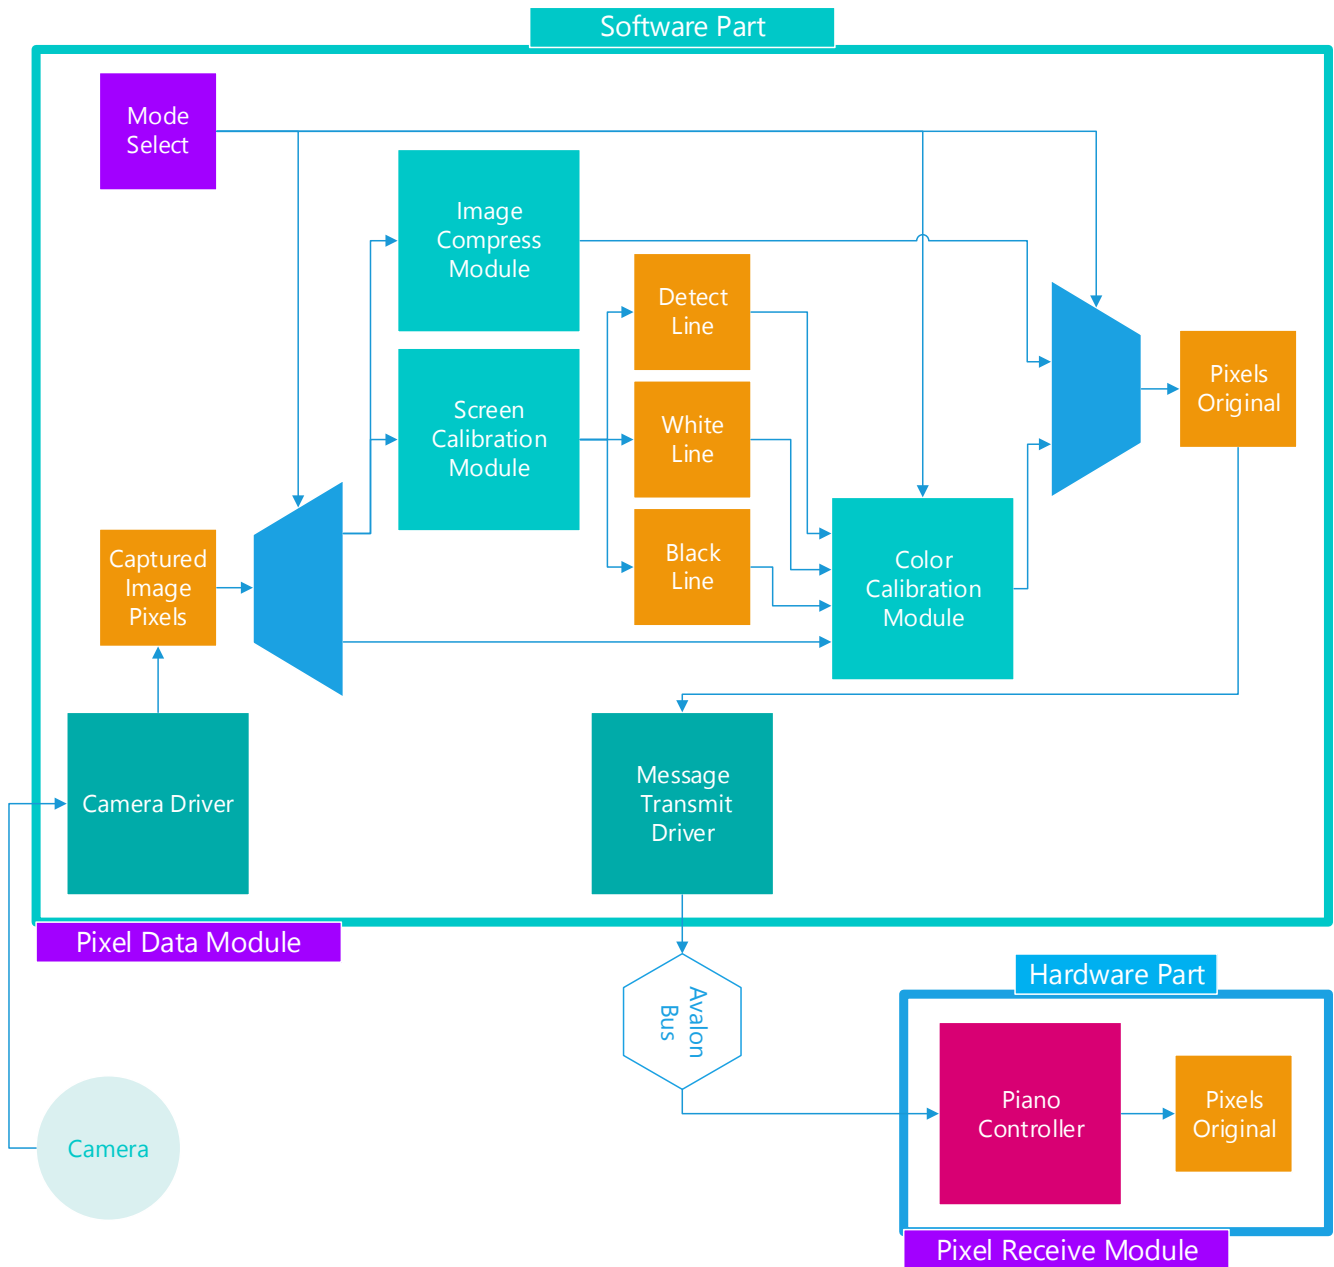 Software Part
Mode
Select
Image
Compress
Module
Detect
Line
Screen
Calibration
Module
White
Line
Pixels
Original
Captured
Image
Pixels
Black
Line
Color
Calibration
Module
Camera Driver
Message
Transmit
Driver
Pixel Data Module
Avalon
Bus
Hardware Part
Piano
Controller
Pixels
Original
Camera
Pixel Receive Module